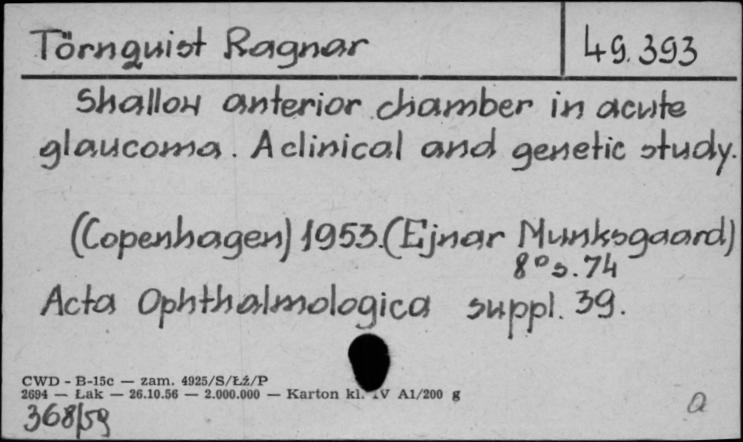 Törnquist Ragnar 49.393
Shallow anterior chamber in acute
glaucoma. A clinical and genetic study.
(Copenhagen) 1953. (Ejnar Munksgaard)
8° s. 74
Acta Ophthalmologica suppl. 39.
CWD - B-15c — zam. 4925/S/Łź/P
2694 — Łak — 26.10.56 — 2.000.000 — Karton kl. IV A1/200 g
368/59 a